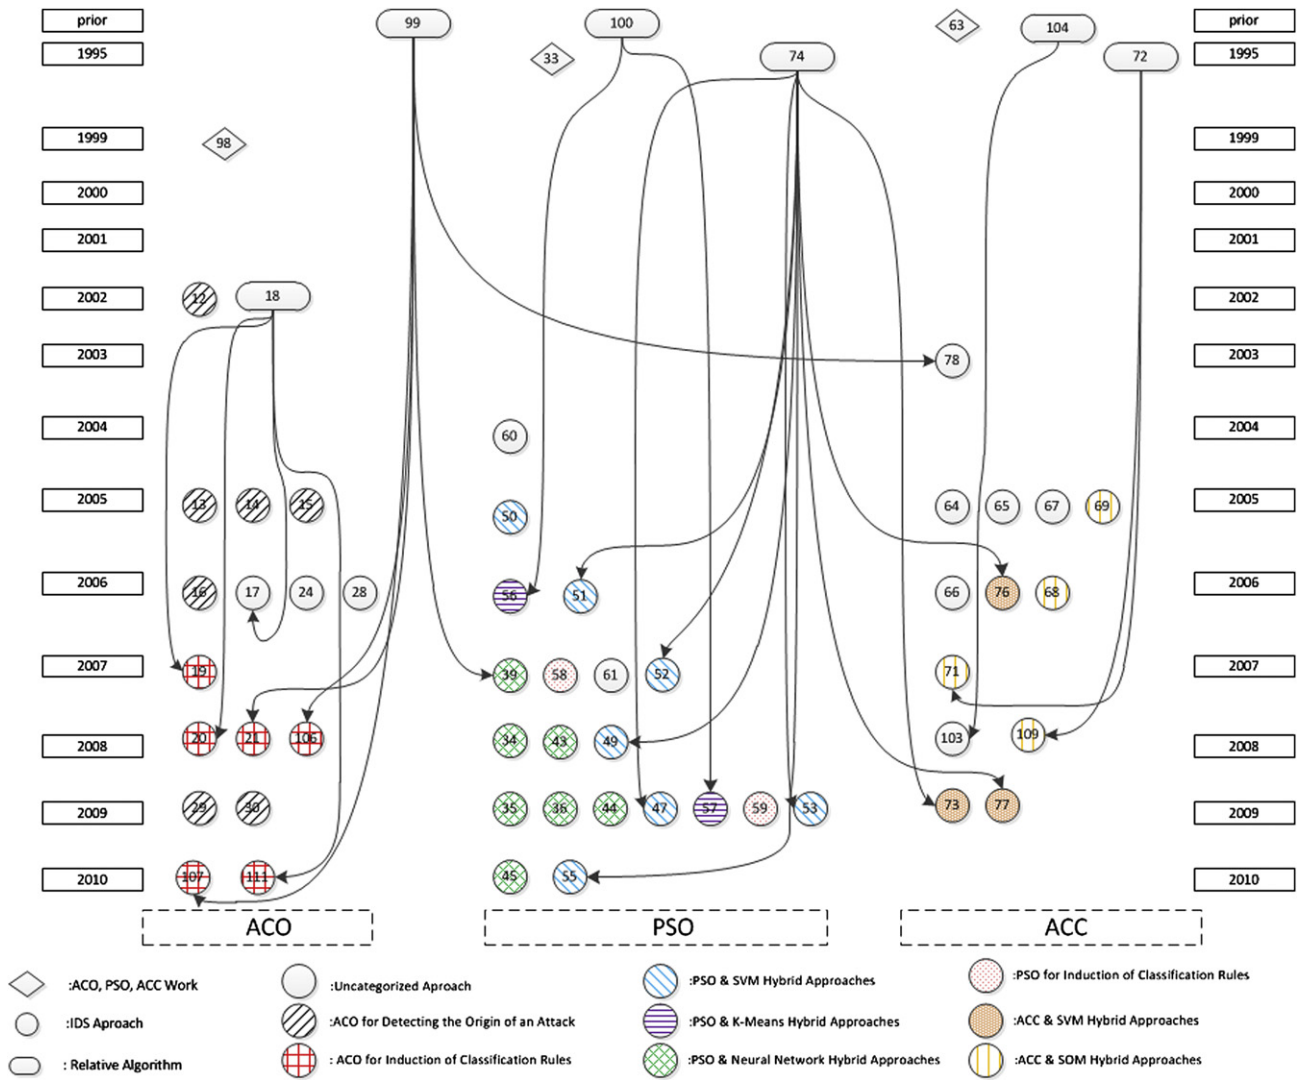 prior 99 100 63 104 prior
1995 33 74 72 1995
1999 98 1999
2000 2000
2001 2001
2002 12 18 2002
2003 78 2003
2004 60 2004
2005 13 14 15 50 64 65 67 69 2005
2006 16 17 24 28 56 51 66 76 68 2006
2007 19 39 58 61 52 71 2007
2008 20 21 106 34 43 49 103 109 2008
2009 29 30 35 36 44 47 57 59 53 73 77 2009
2010 107 111 45 55 2010
ACO PSO ACC
:ACO, PSO, ACC Work :Uncategorized Aproach :PSO & SVM Hybrid Approaches :PSO for Induction of Classification Rules
:IDS Aproach :ACO for Detecting the Origin of an Attack :PSO & K-Means Hybrid Approaches :ACC & SVM Hybrid Approaches
: Relative Algorithm : ACO for Induction of Classification Rules :PSO & Neural Network Hybrid Approaches :ACC & SOM Hybrid Approaches